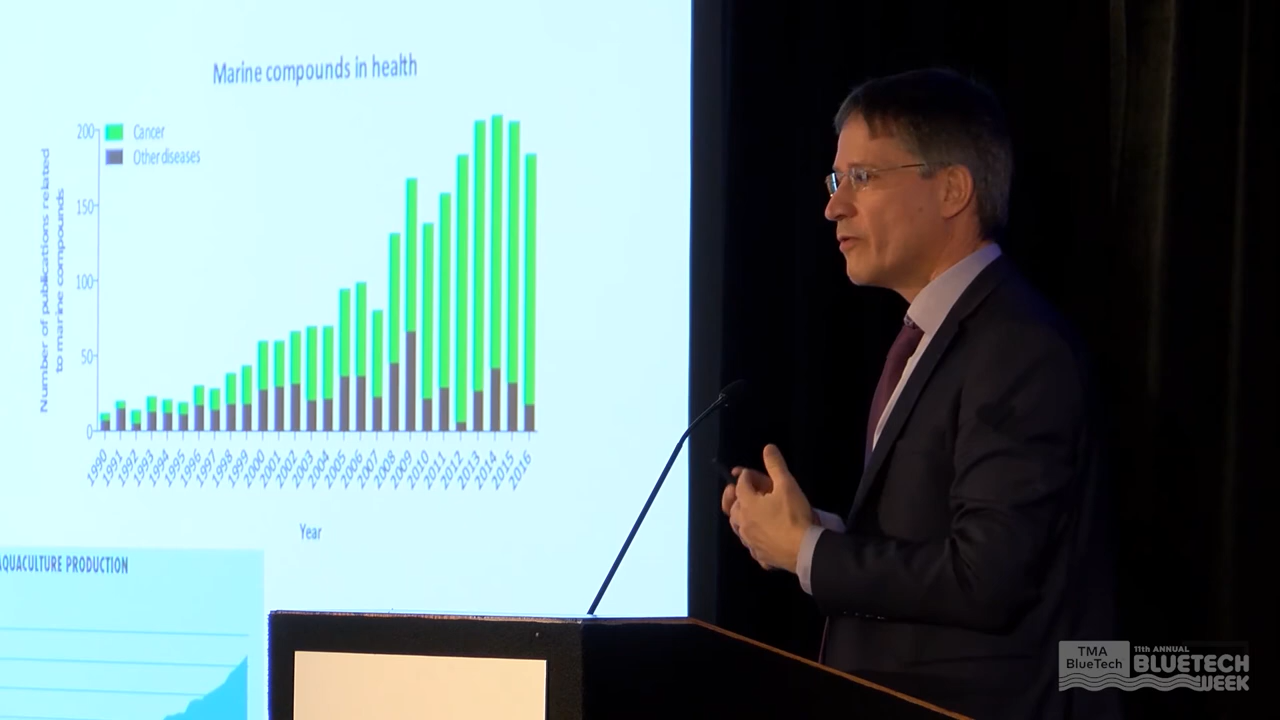 Marine compounds in health
Cancer
Other diseases
Number of publications related
to marine compounds
200
150
100
50
0
1990 1991 1992 1993 1994 1995 1996 1997 1998 1999 2000 2001 2002 2003 2004 2005 2006 2007 2008 2009 2010 2011 2012 2013 2014 2015 2016
Year
AQUACULTURE PRODUCTION
TMA
BlueTech
11th ANNUAL
BLUETECH
WEEK